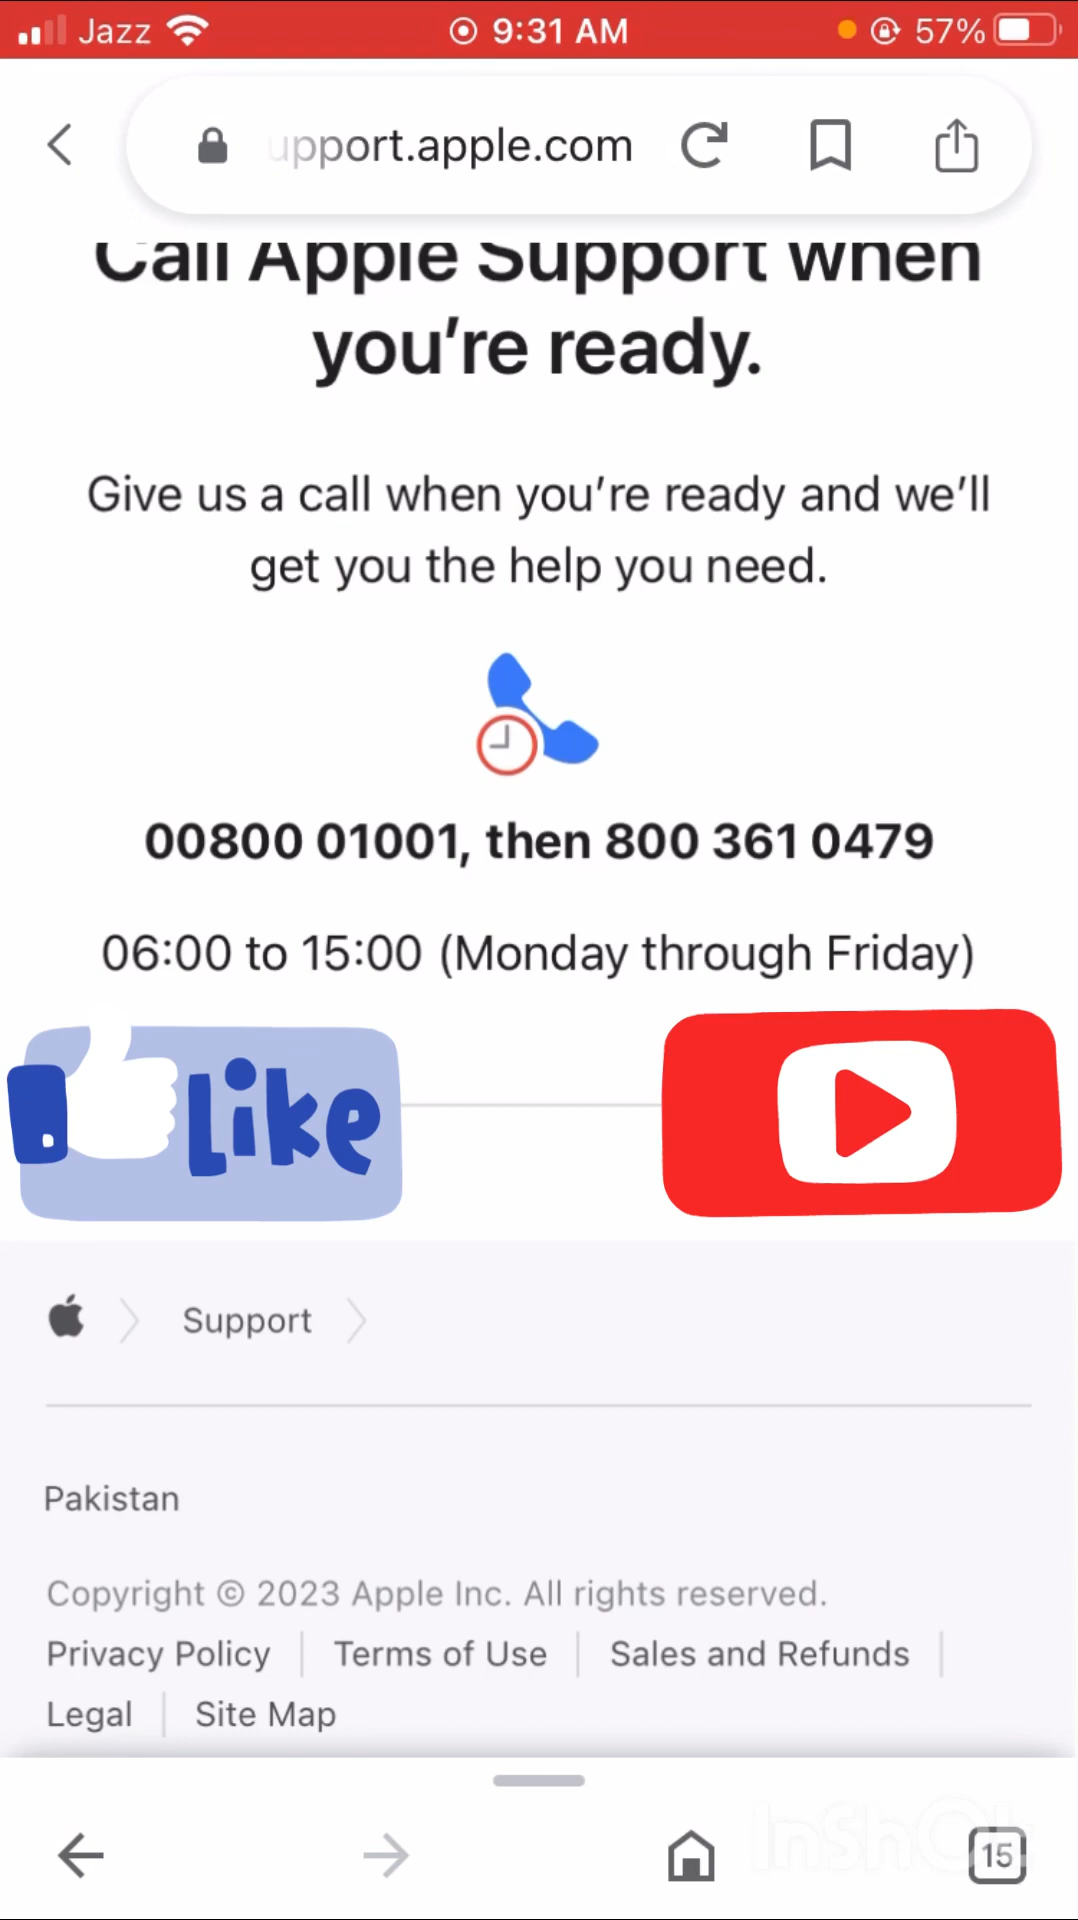 Jazz 9:31 AM 57%
upport.apple.com
Call Apple Support when
you’re ready.
Give us a call when you’re ready and we’ll
get you the help you need.
00800 01001, then 800 361 0479
06:00 to 15:00 (Monday through Friday)
Like
Support
Pakistan
Copyright © 2023 Apple Inc. All rights reserved.
Privacy Policy | Terms of Use | Sales and Refunds |
Legal | Site Map
InShOt
15